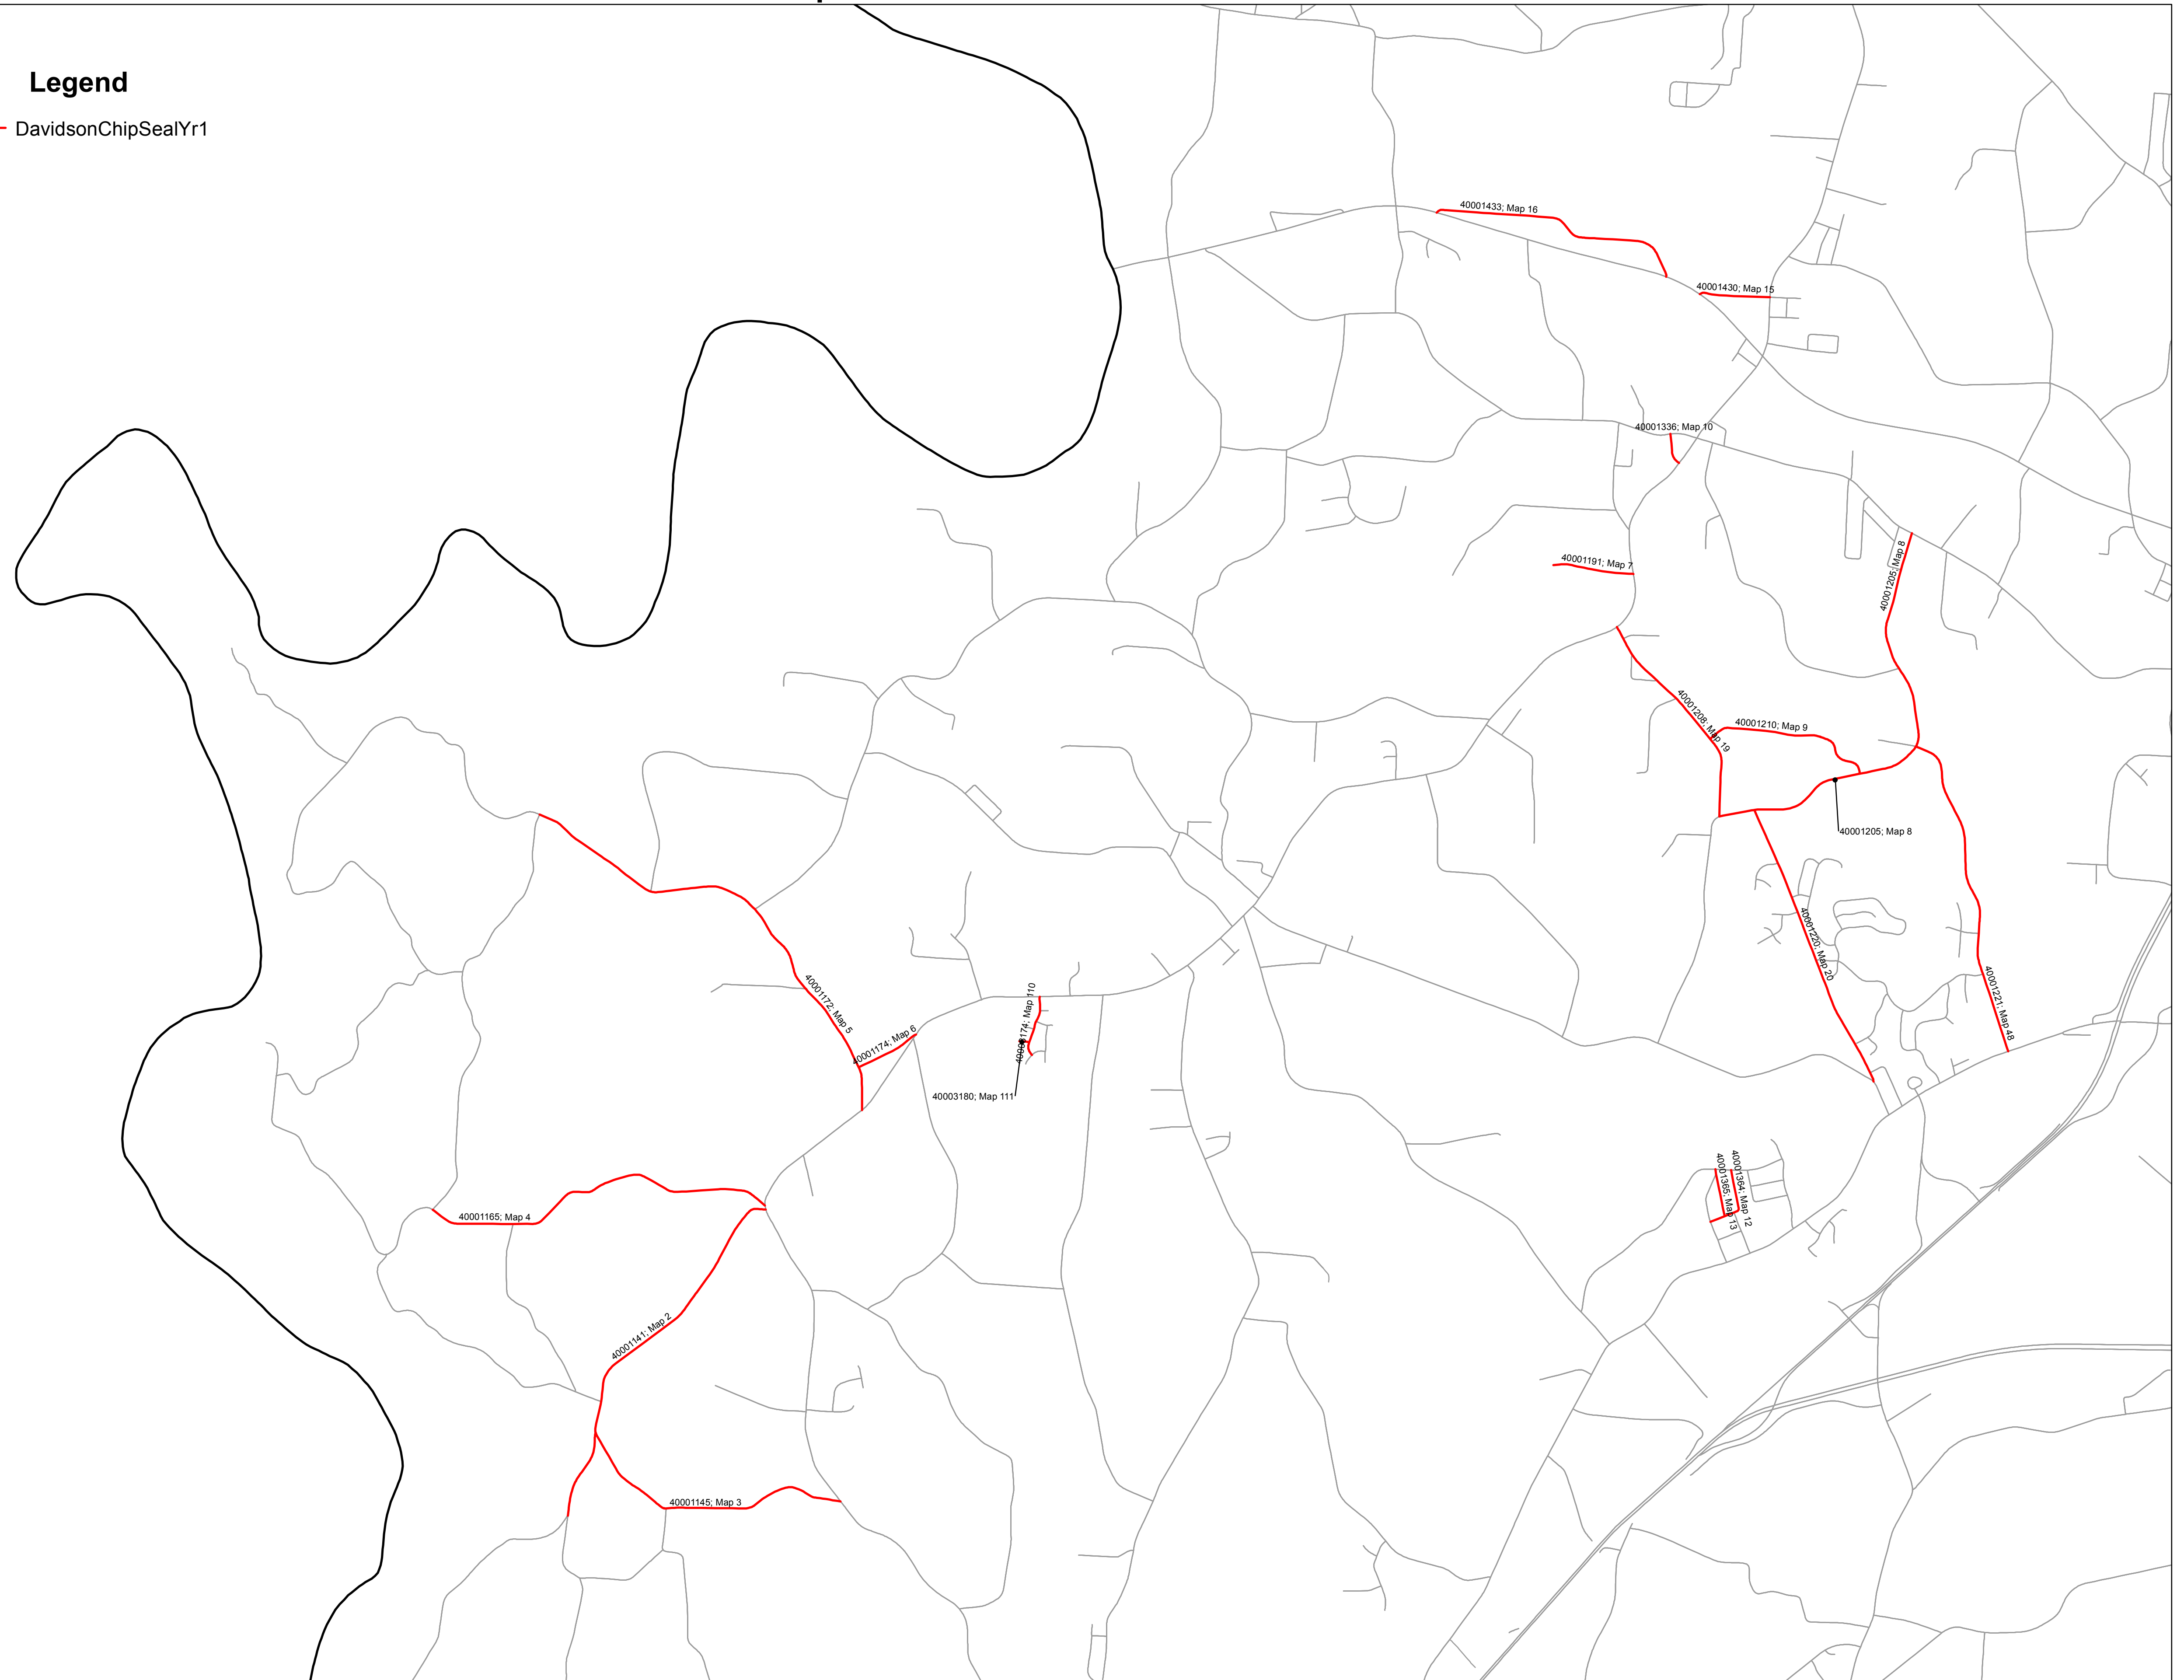 Legend
DavidsonChipSealYr1
40001433; Map 16
40001430; Map 15
40001336; Map 10
40001191; Map 7
40001205; Map 8
40001208; Map 19
40001210; Map 9
40001205; Map 8
40001220; Map 20
40001221; Map 48
40001172; Map 5
40001174; Map 6
Map 110
40003180; Map 111
40001365; Map 13
40001364; Map 12
40001165; Map 4
40001141; Map 2
40001145; Map 3